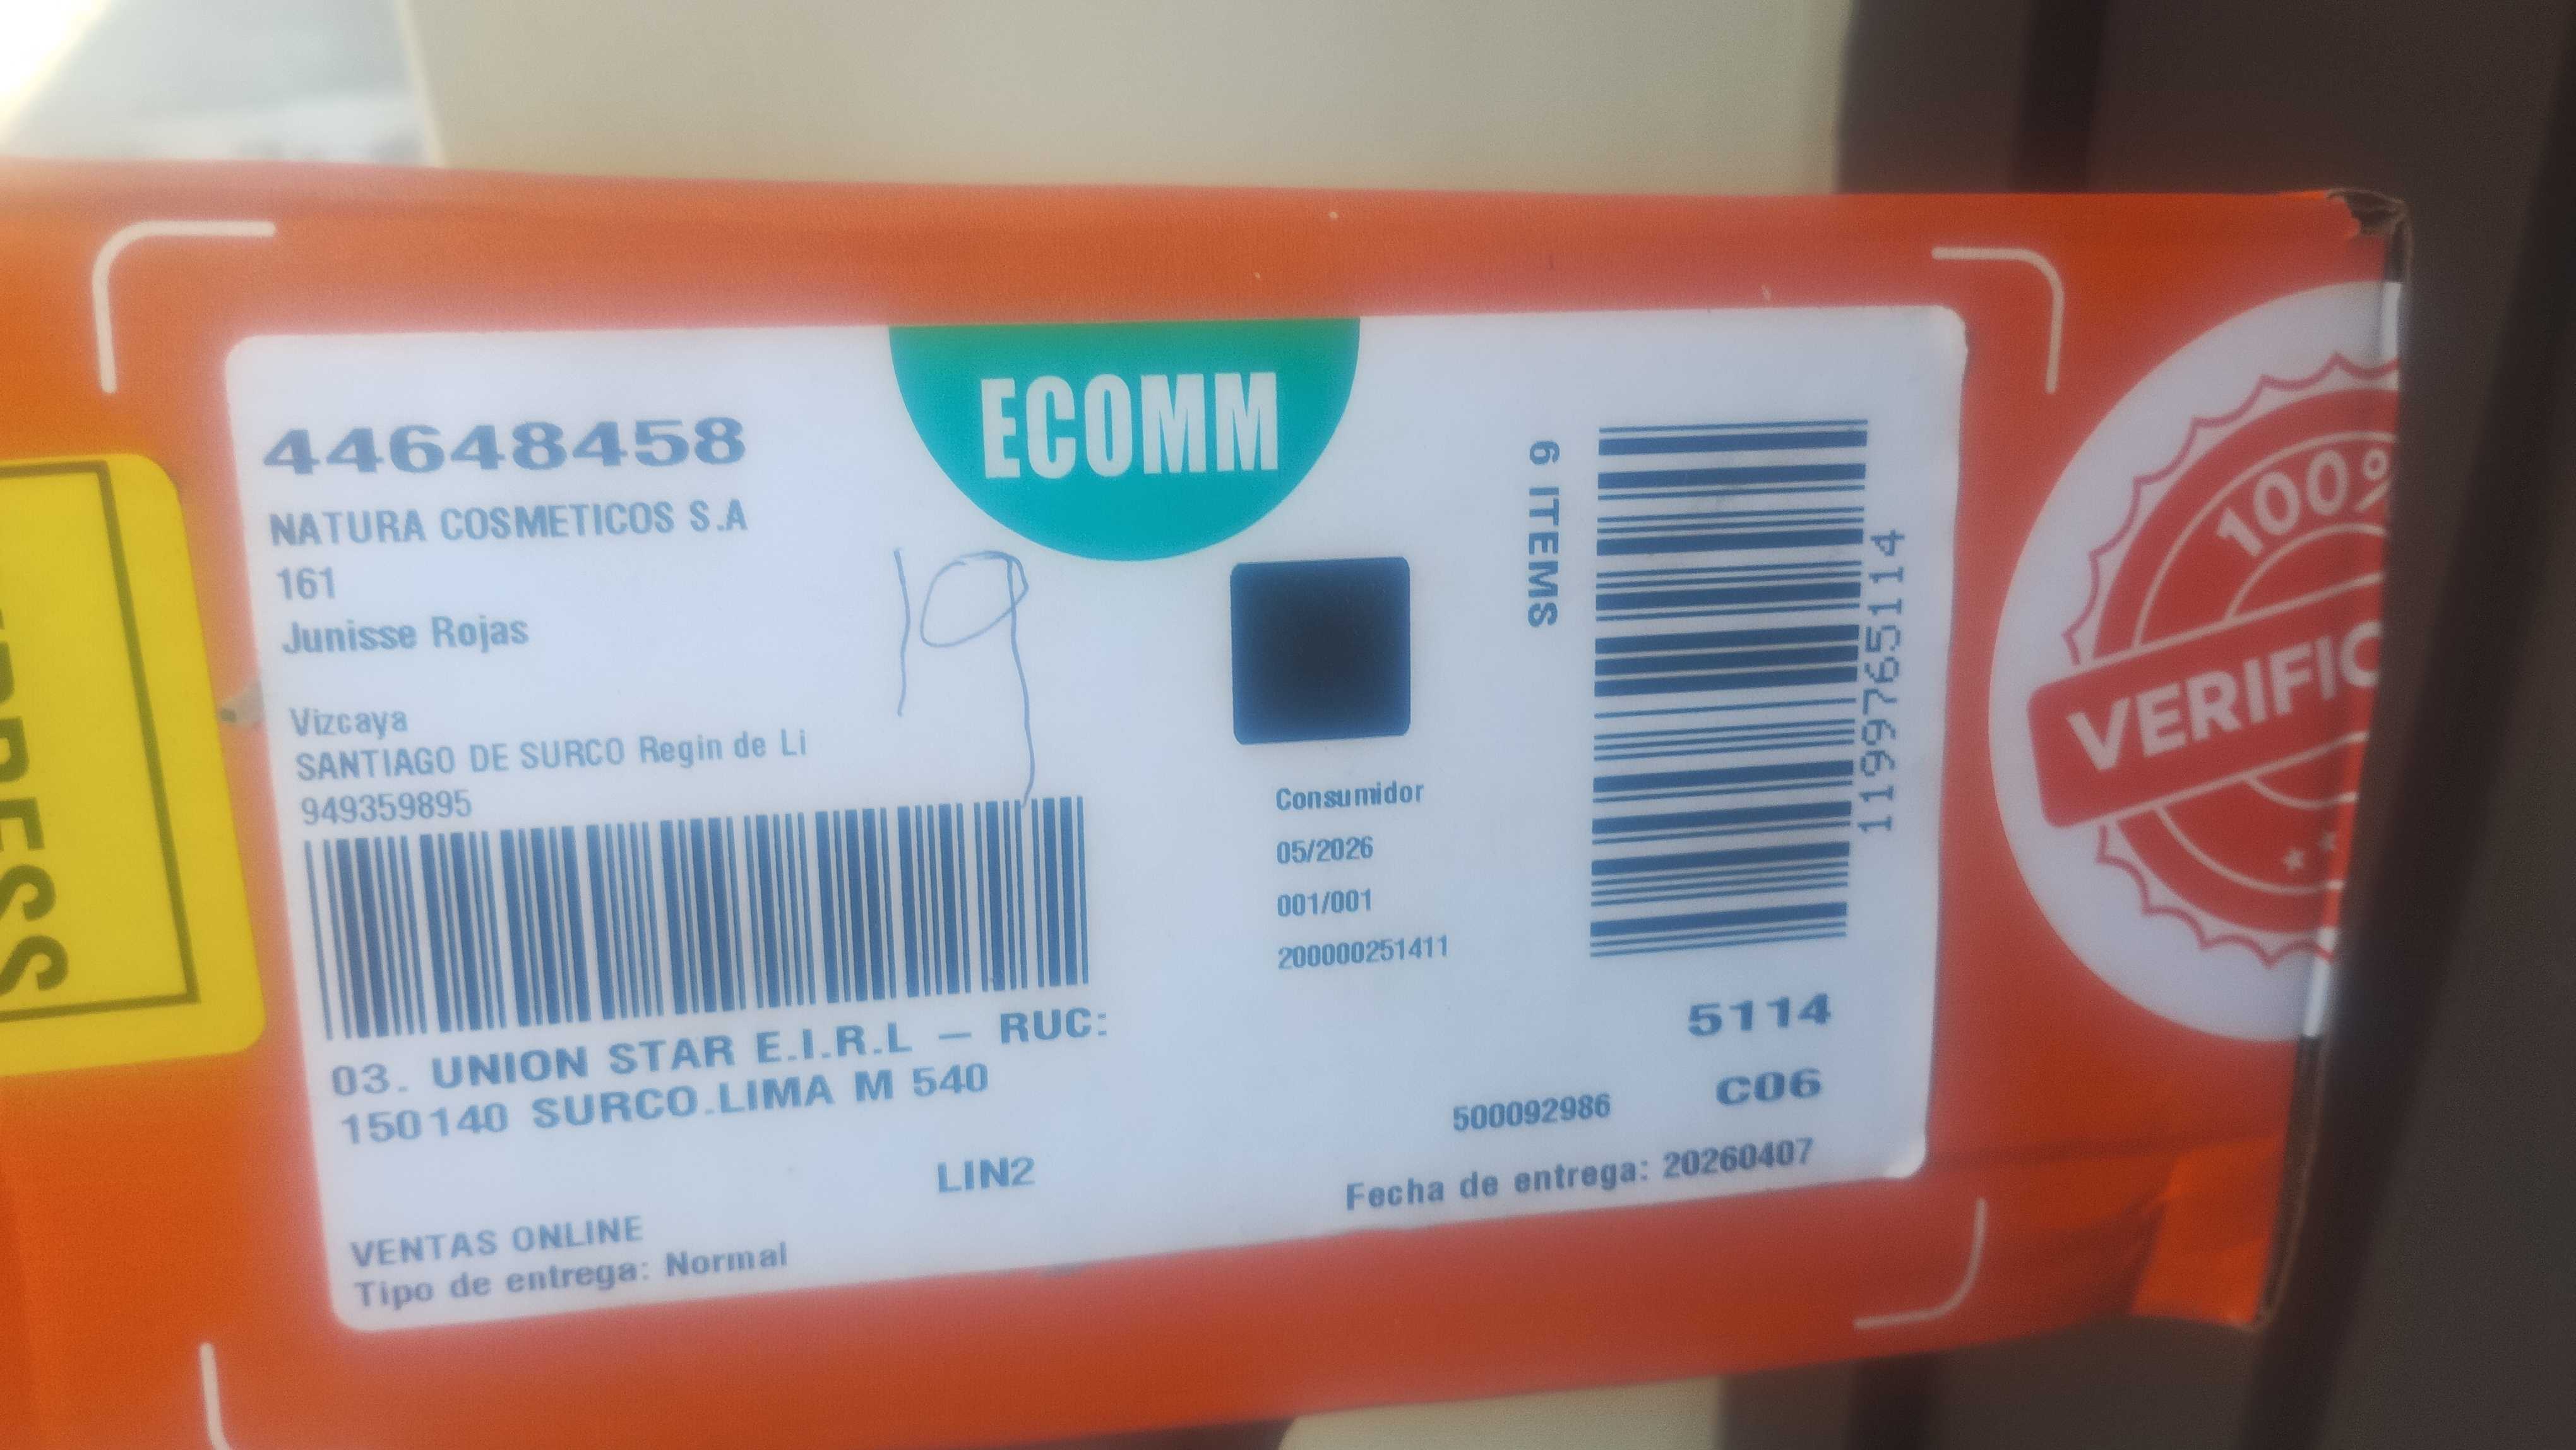 44648458
NATURA COSMETICOS S.A
161
Junisse Rojas
Vizcaya
SANTIAGO DE SURCO Regin de Li
949359895
03. UNION STAR E.I.R.L – RUC:
150140 SURCO.LIMA M 540
LIN2
VENTAS ONLINE
Tipo de entrega: Normal
ECOMM
19
Consumidor
05/2026
001/001
200000251411
6 ITEMS
1199765114
5114
C06
500092986
Fecha de entrega: 20260407
100%
VERIFIC
PRESS